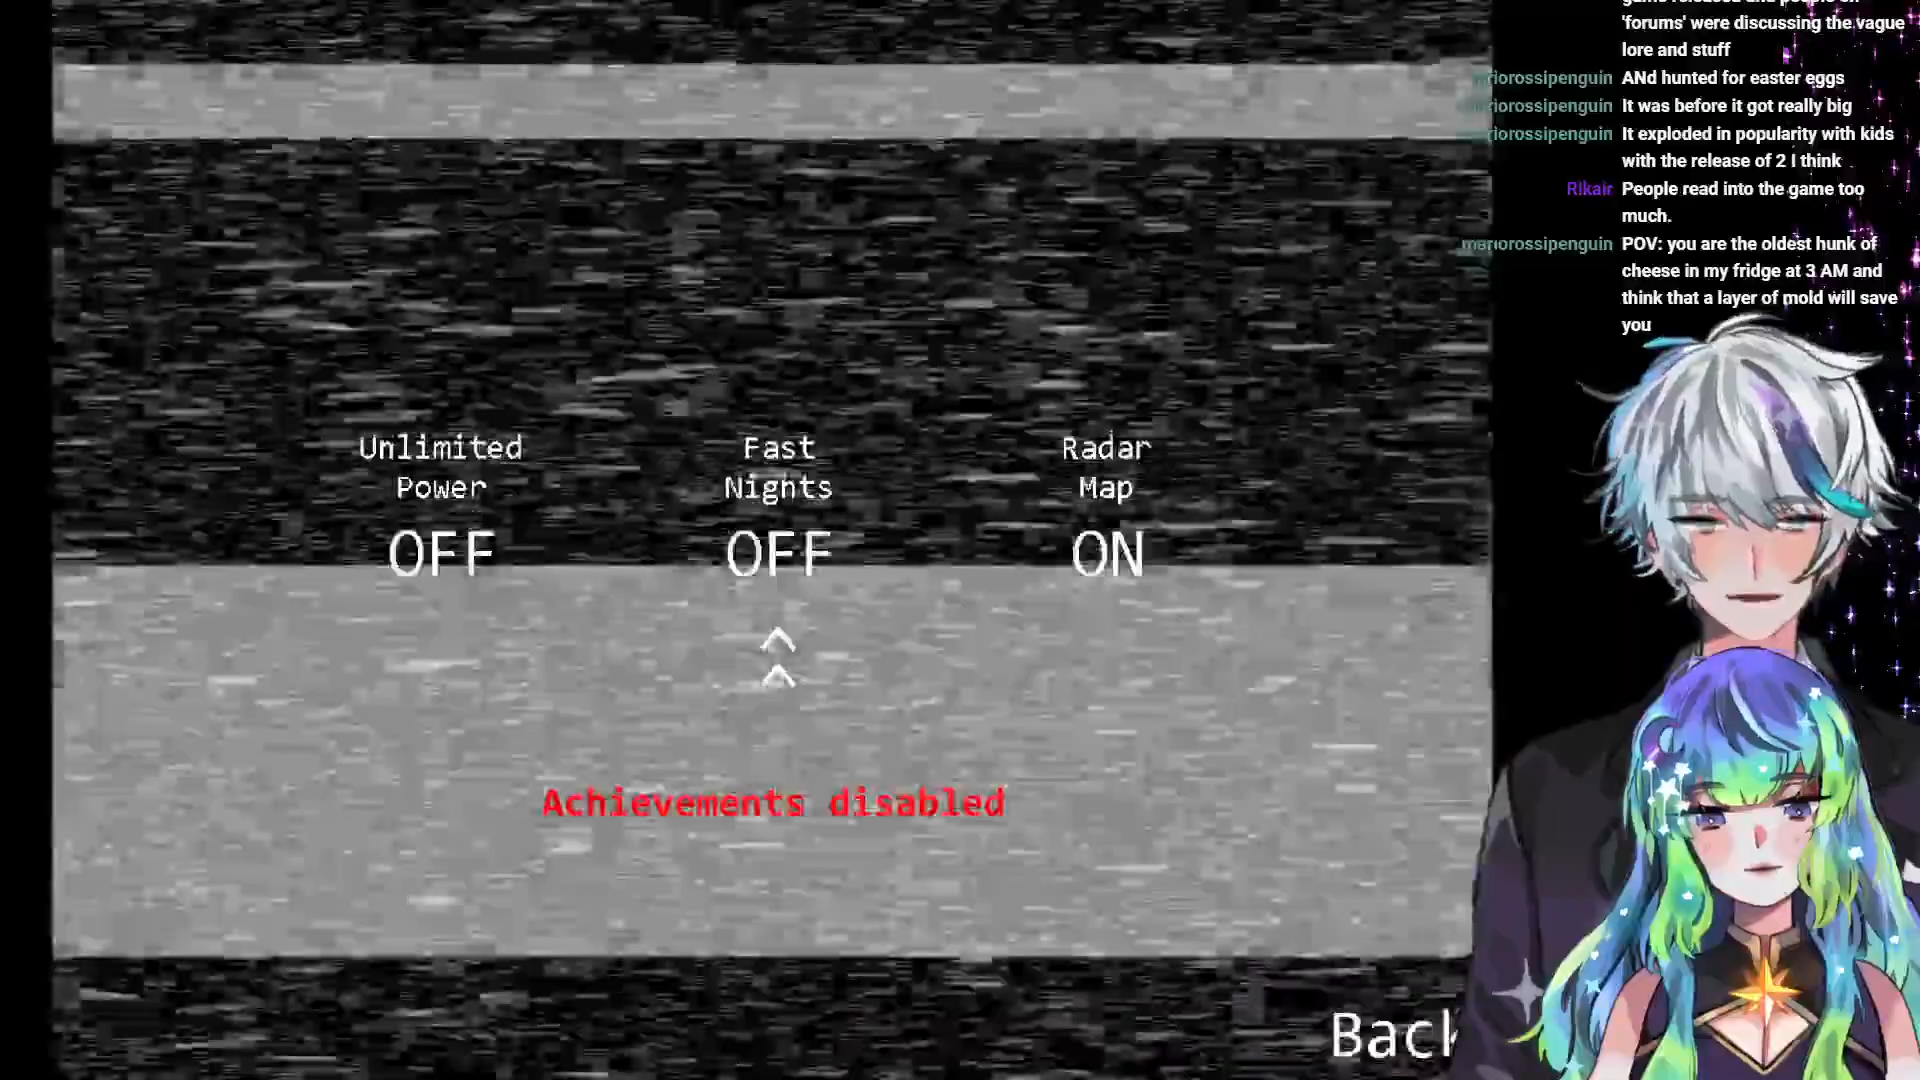 'forums' were discussing the vague
lore and stuff
ANd hunted for easter eggs
It was before it got really big
It exploded in popularity with kids
with the release of 2 I think
Rikair People read into the game too
much.
POV: you are the oldest hunk of
cheese in my fridge at 3 AM and
think that a layer of mold will save
you
Unlimited
Power
OFF
Fast
Nights
OFF
Radar
Map
ON
Achievements disabled
Back